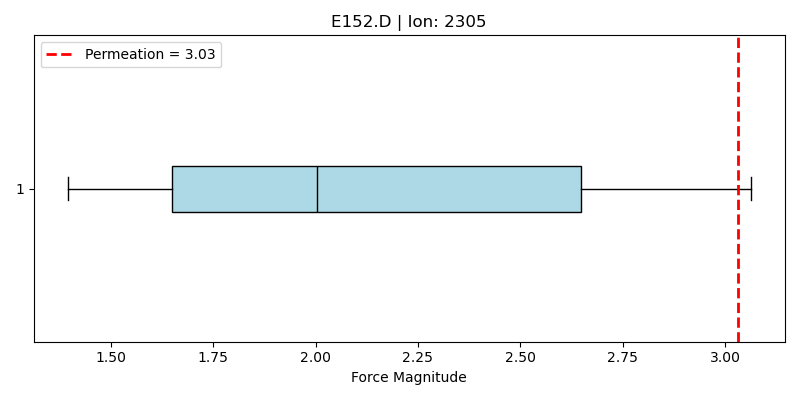 E152.D | Ion: 2305
Permeation = 3.03
1
1.50 1.75 2.00 2.25 2.50 2.75 3.00
Force Magnitude